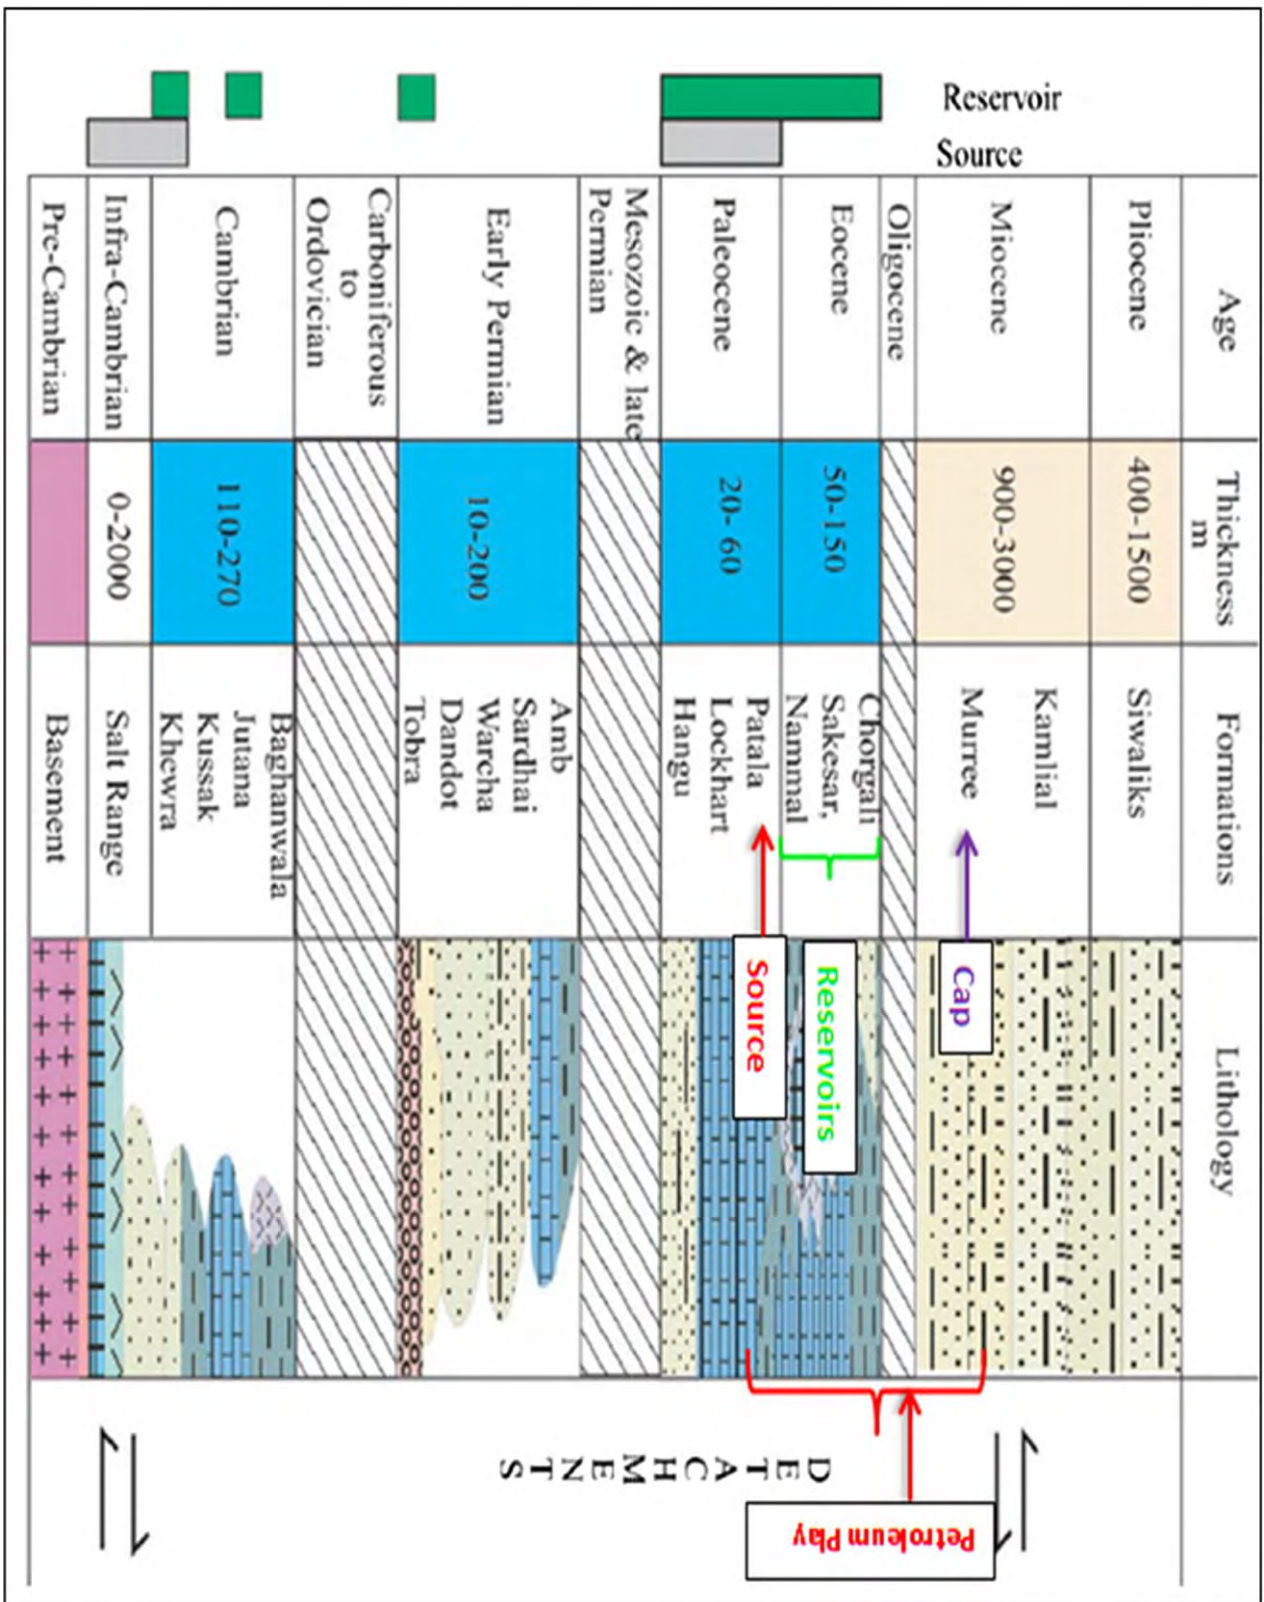 Reservoir
Source
Age
Thickness
m
Formations
Lithology
Pliocene
400-1500
Siwaliks
Miocene
900-3000
Kamlial
Murree
Cap
Oligocene
Eocene
50-150
Chorgali
Sakesar,
Nammal
Reservoirs
Paleocene
20- 60
Patala
Lockhart
Hangu
Source
Mesozoic & late
Permian
Early Permian
10-200
Amb
Sardhai
Warcha
Dandot
Tobra
Carboniferous
to
Ordovician
Cambrian
110-270
Baghanwala
Jutana
Kussak
Khewra
Infra-Cambrian
0-2000
Salt Range
Pre-Cambrian
Basement
DETACHMENTS
Petroleum Play